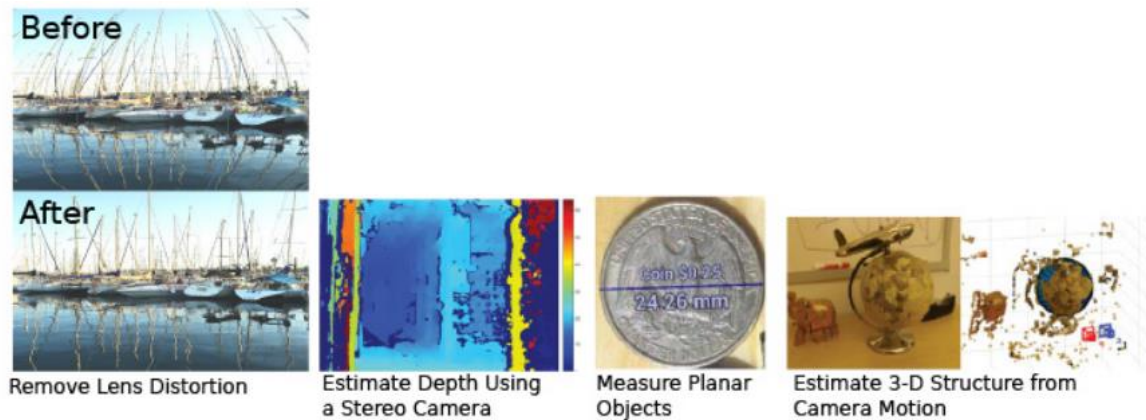 Before
After
Remove Lens Distortion
Estimate Depth Using
a Stereo Camera
coin $0.25
24.26 mm
Measure Planar
Objects
Estimate 3-D Structure from
Camera Motion